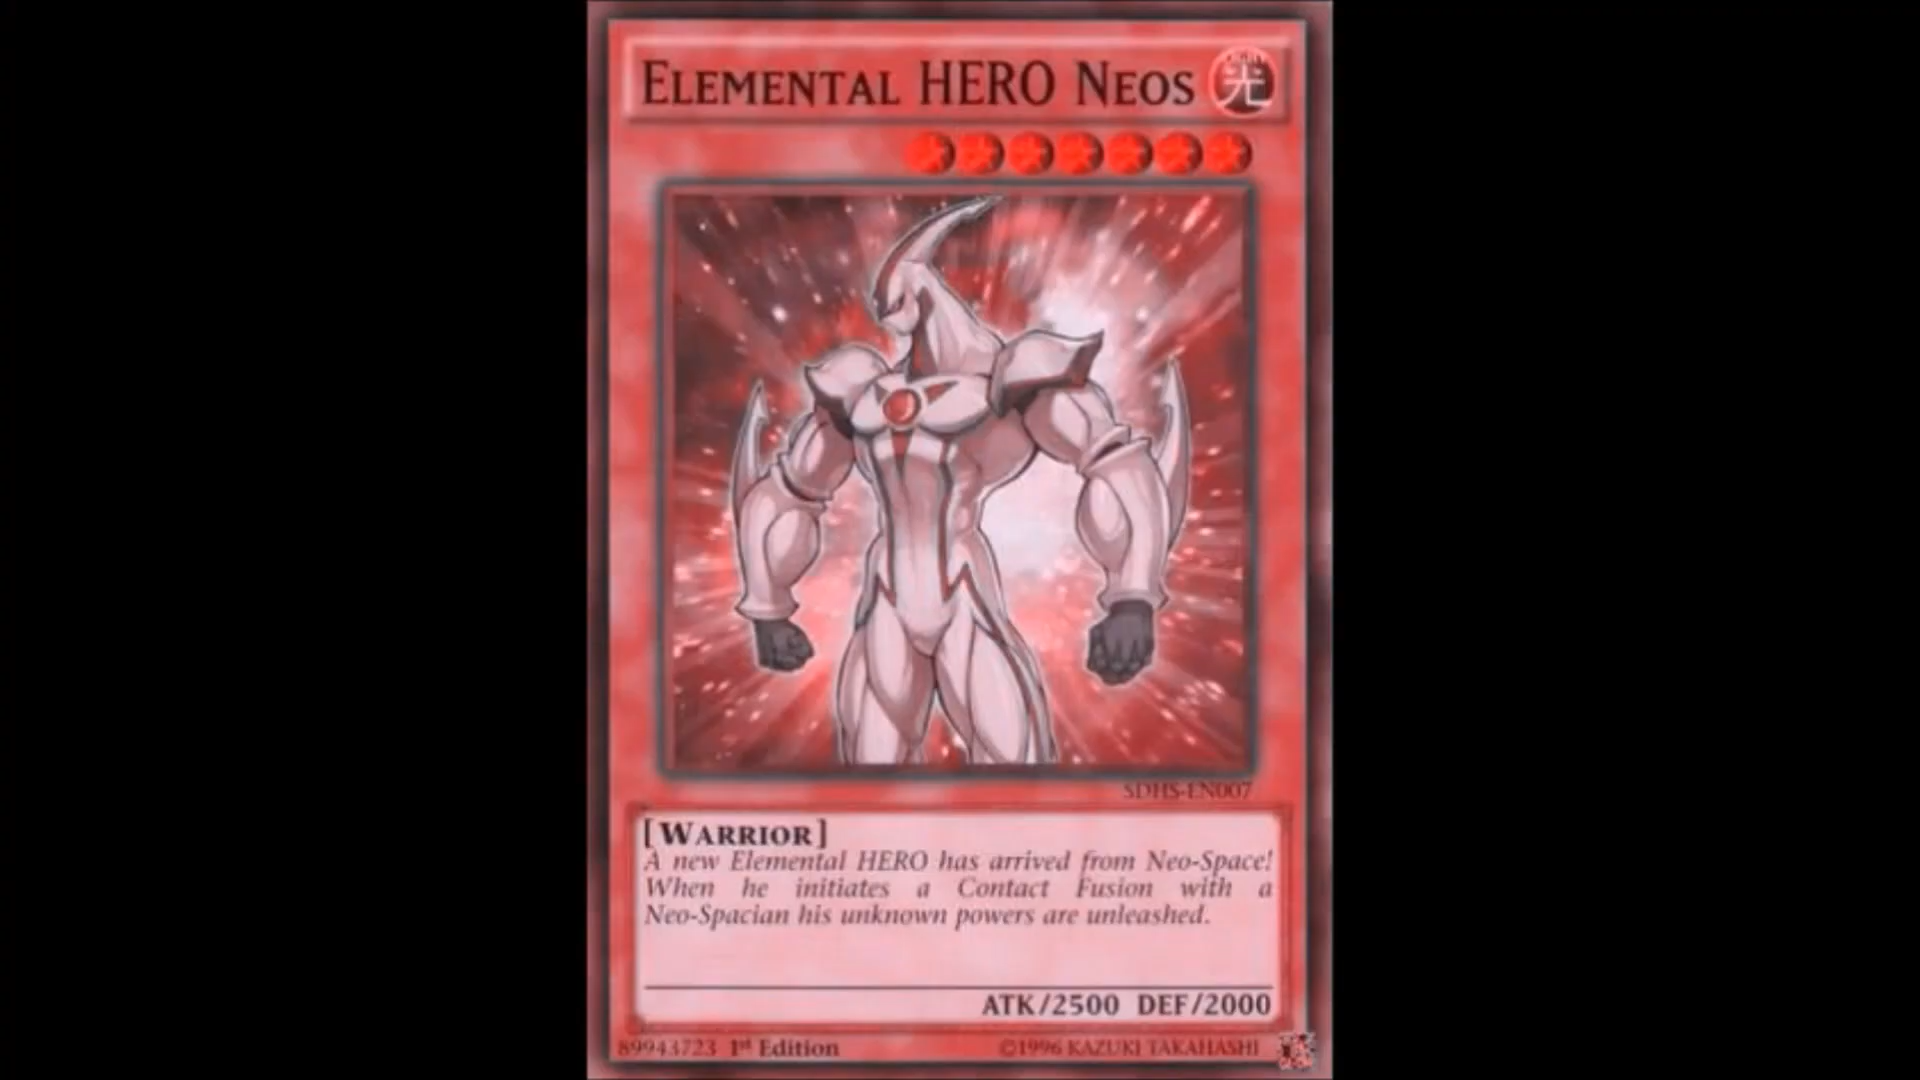 ELEMENTAL HERO NEOS
光
SDHS-EN007
[WARRIOR]
A new Elemental HERO has arrived from Neo-Space!
When he initiates a Contact Fusion with a
Neo-Spacian his unknown powers are unleashed.
ATK/2500 DEF/2000
89943723 1st Edition
©1996 KAZUKI TAKAHASHI